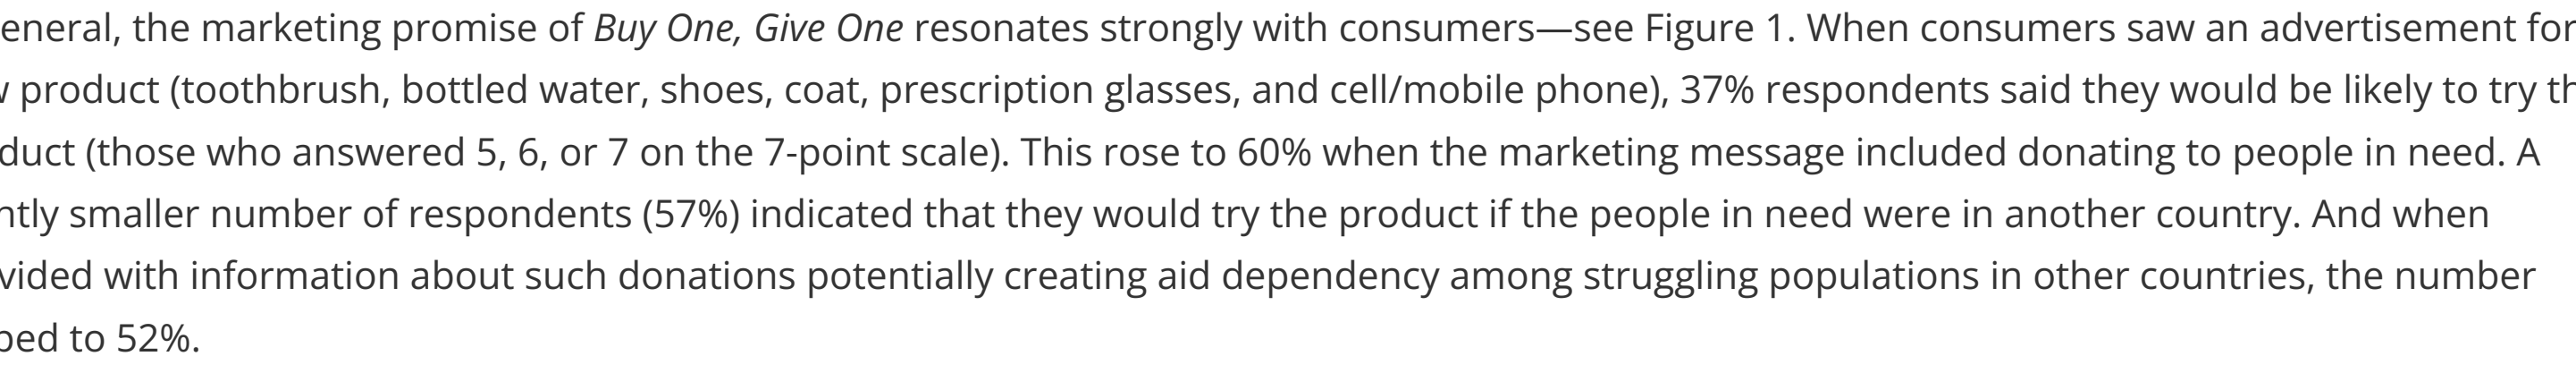 eneral, the marketing promise of Buy One, Give One resonates strongly with consumers—see Figure 1. When consumers saw an advertisement for
product (toothbrush, bottled water, shoes, coat, prescription glasses, and cell/mobile phone), 37% respondents said they would be likely to try th
duct (those who answered 5, 6, or 7 on the 7-point scale). This rose to 60% when the marketing message included donating to people in need. A
ntly smaller number of respondents (57%) indicated that they would try the product if the people in need were in another country. And when
vided with information about such donations potentially creating aid dependency among struggling populations in other countries, the number
ped to 52%.